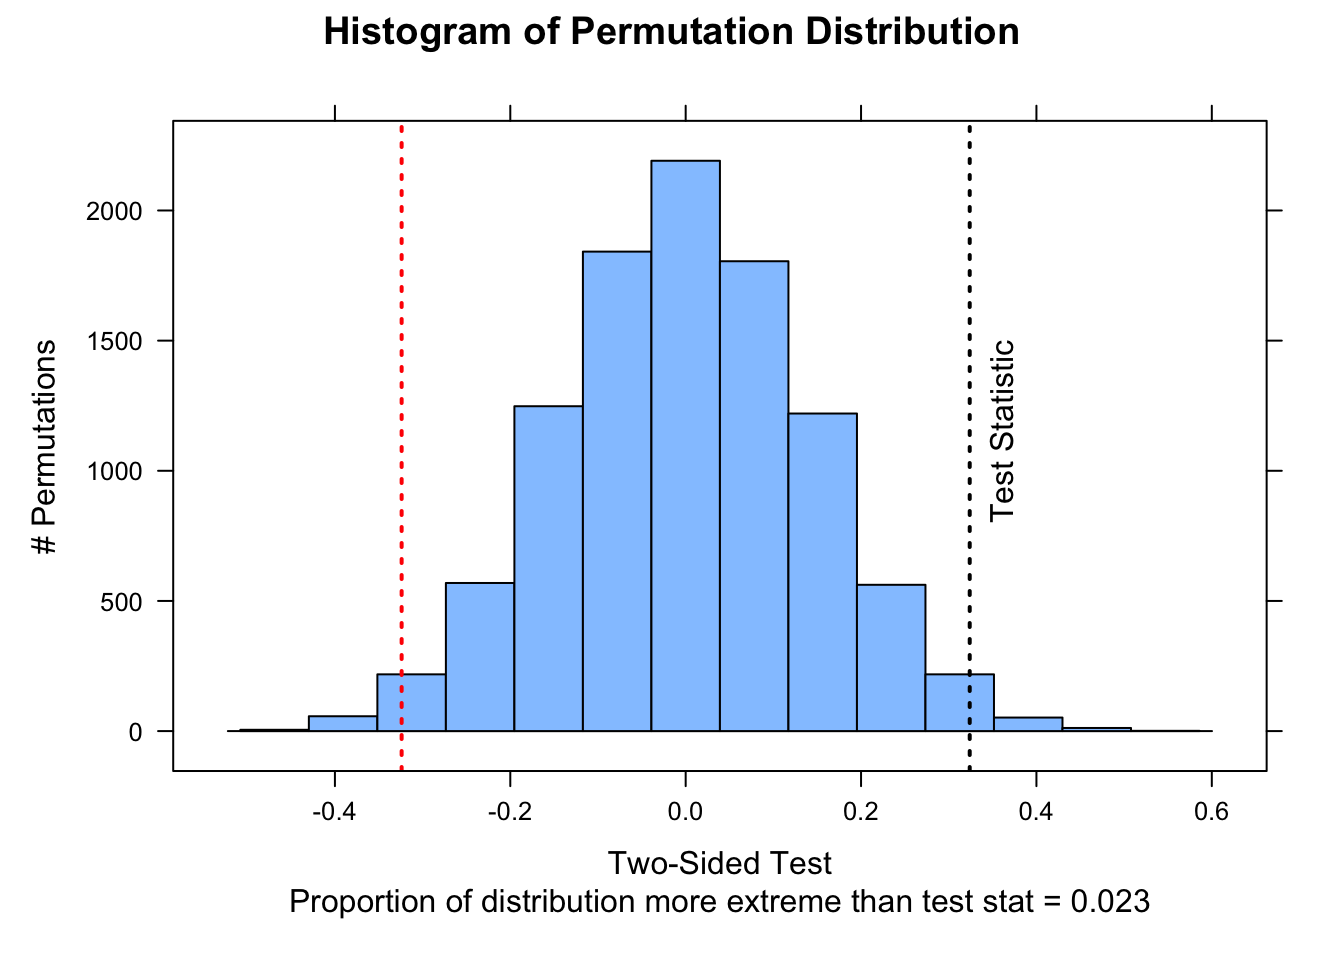 Histogram of Permutation Distribution
# Permutations
2000
1500
1000
500
0
Test Statistic
-0.4
-0.2
0.0
0.2
0.4
0.6
Two-Sided Test
Proportion of distribution more extreme than test stat = 0.023